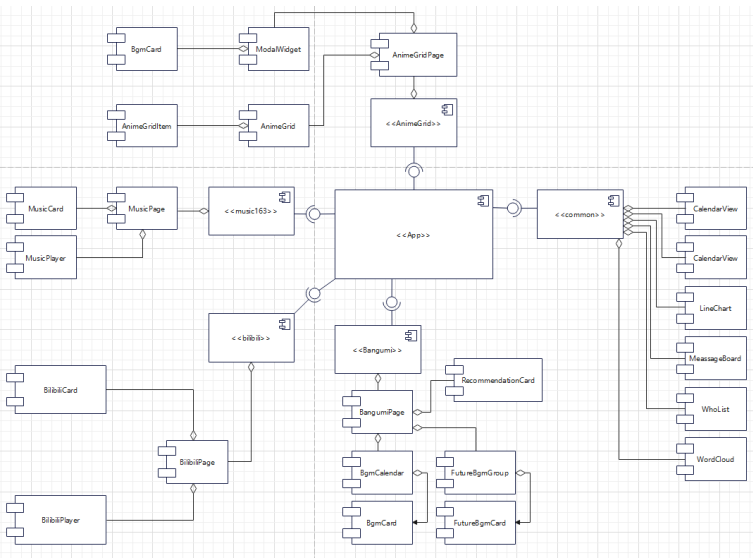 BgmCard
ModalWidget
AnimeGridPage
AnimeGridItem
AnimeGrid
<<AnimeGrid>>
MusicCard
MusicPage
<<music163>>
<<App>>
<<common>>
CalendarView
MusicPlayer
CalendarView
LineChart
<<bilibili>>
<<Bangumi>>
MeassageBoard
BilibiliCard
RecommendationCard
BangumiPage
WhoList
BilibiliPage
BgmCalendar
FutureBgmGroup
WordCloud
BilibiliPlayer
BgmCard
FutureBgmCard